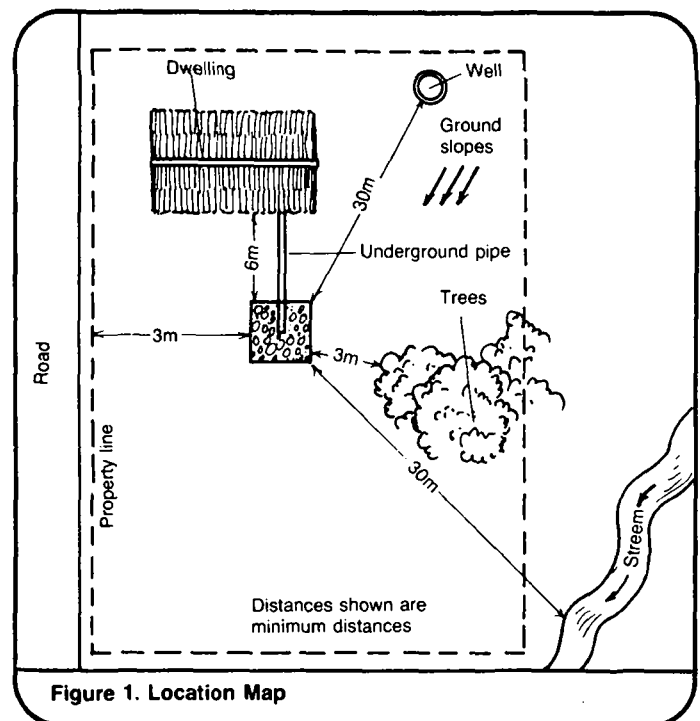 Dwelling
Well
Ground
slopes
30m
6m
Underground pipe
Trees
3m
3m
Road
Property line
30m
Streem
Distances shown are
minimum distances
Figure 1. Location Map